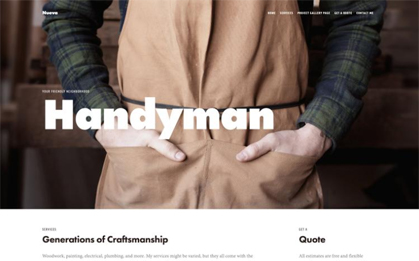 Nuevo
HOME SERVICES PROJECT GALLERY PAGE GET A QUOTE CONTACT ME
YOUR FRIENDLY NEIGHBORHOOD
Handyman
SERVICES
Generations of Craftsmanship
Woodwork, painting, electrical, plumbing, and more. My services might be varied, but they all come with the
GET A
Quote
All estimates are free and flexible